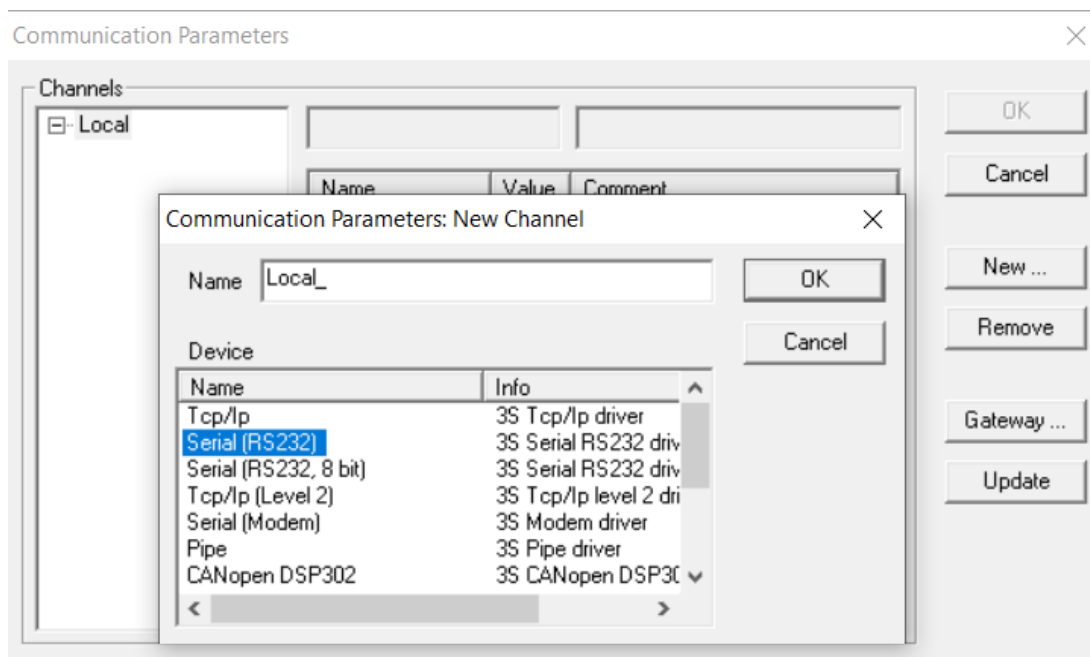 Communication Parameters
Channels
Local
OK
Cancel
Name Value Comment
Communication Parameters: New Channel
Name Local_
OK
New ...
Cancel
Remove
Device
Name Info
Tcp/Ip 3S Tcp/Ip driver
Serial (RS232) 3S Serial RS232 driv
Serial (RS232, 8 bit) 3S Serial RS232 driv
Tcp/Ip (Level 2) 3S Tcp/Ip level 2 dri
Serial (Modem) 3S Modem driver
Pipe 3S Pipe driver
CANopen DSP302 3S CANopen DSP30
Gateway ...
Update